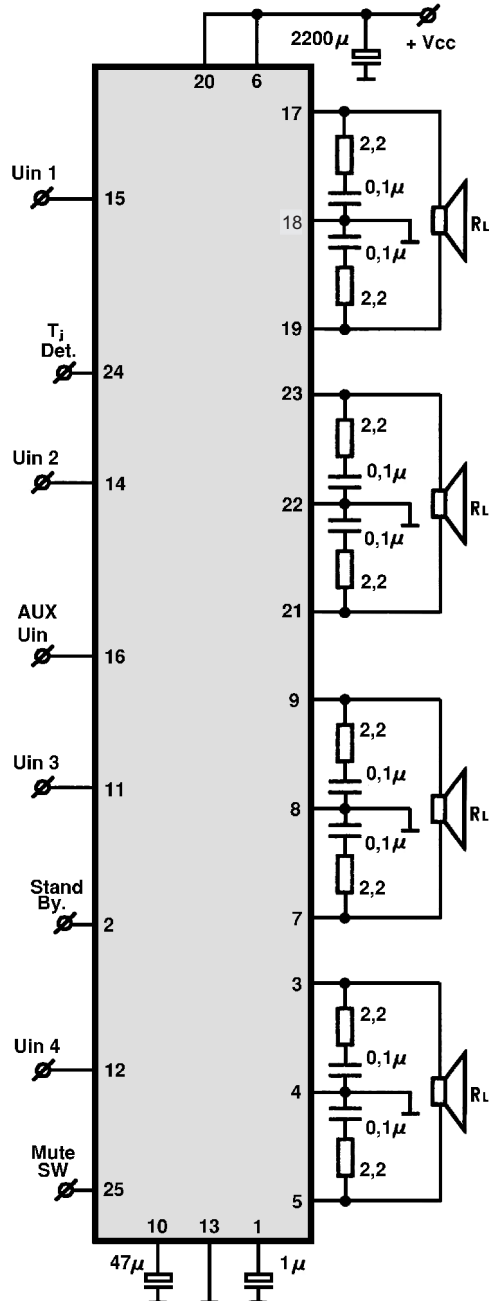 2200μ
+ Vcc
20 6
17
2,2
Uin 1
0,1μ
15
18
RL
0,1μ
2,2
19
Tj
Det.
24
23
2,2
Uin 2
0,1μ
14
22
RL
0,1μ
2,2
21
AUX
Uin
16
9
2,2
Uin 3
0,1μ
11
8
RL
0,1μ
Stand
By.
2,2
2
7
3
2,2
Uin 4
0,1μ
12
4
RL
0,1μ
Mute
SW
2,2
25
5
10 13 1
47μ
1μ